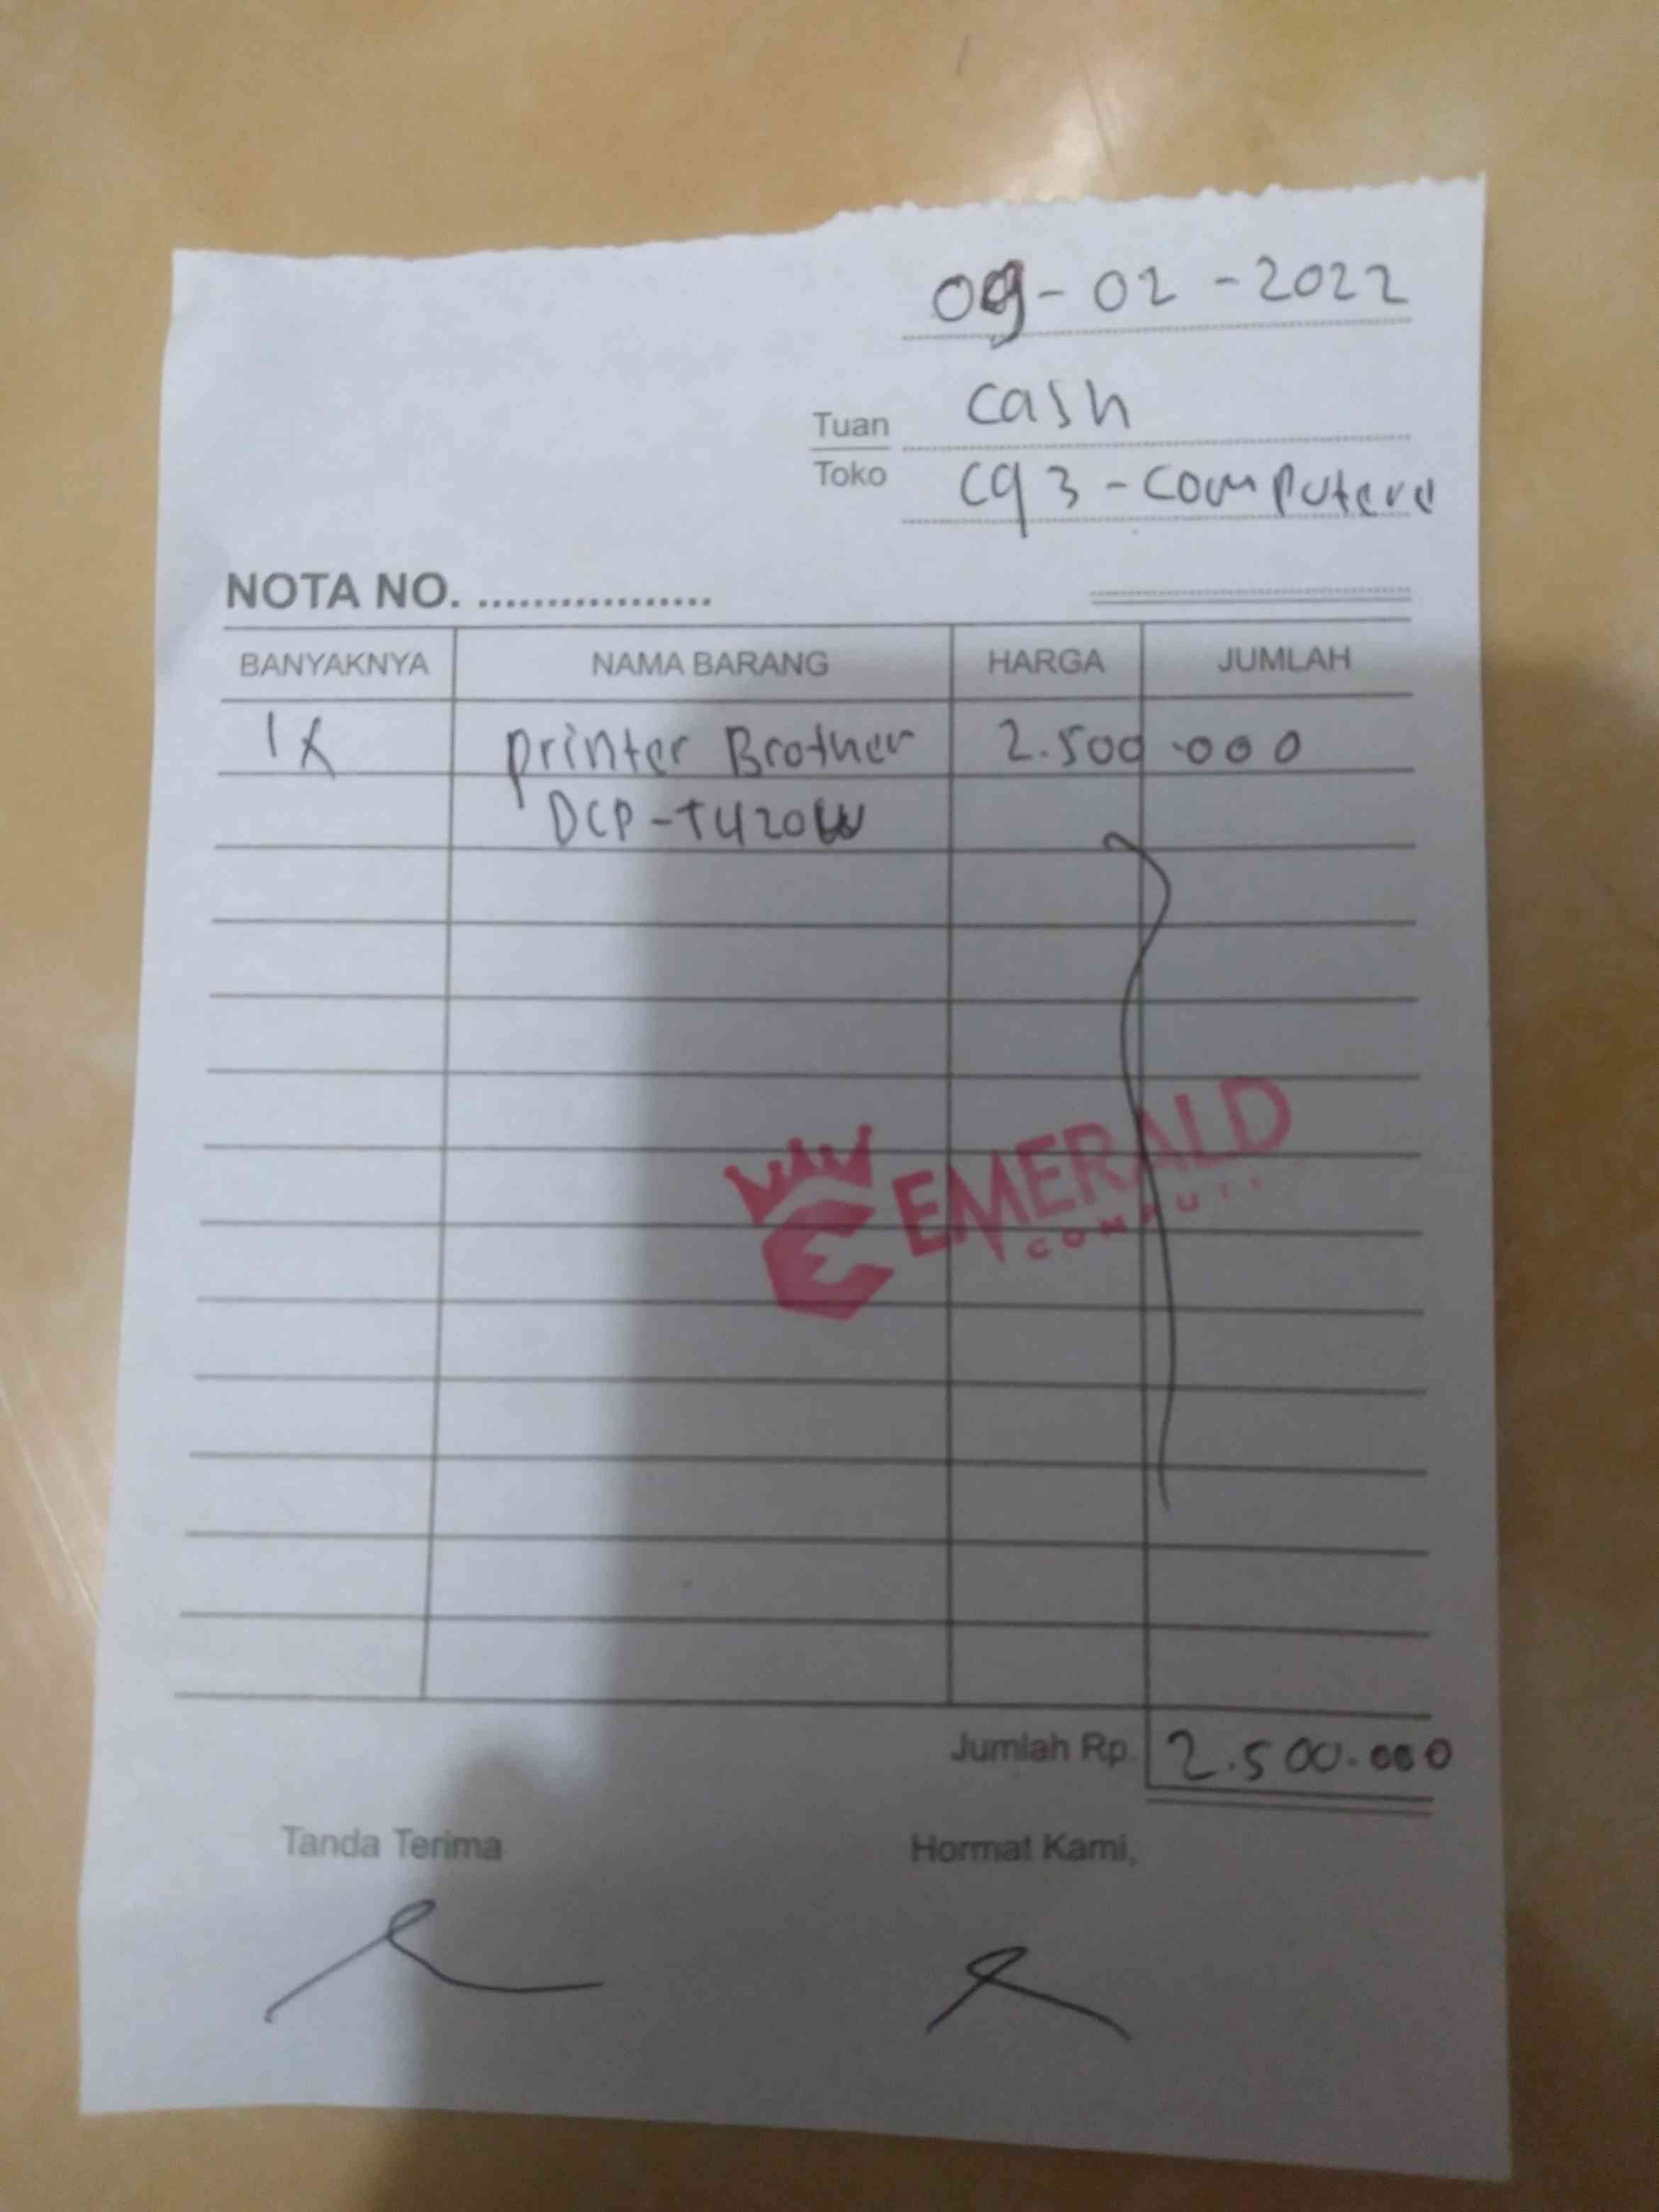 09-02-2022
Tuan cash
Toko cq3-computere
NOTA NO. .................
BANYAKNYA NAMA BARANG HARGA JUMLAH
1x printer Brother 2.500.000
DCP-T420W
EMERALD
COMPUTE
Jumlah Rp. 2.500.000
Tanda Terima Hormat Kami,